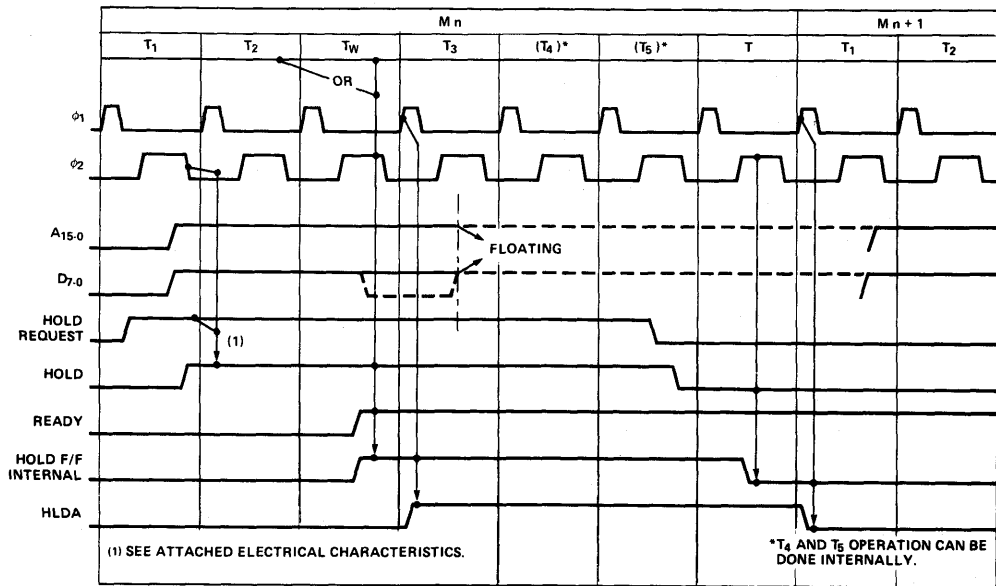 Mn
Mn + 1
T1
T2
TW
T3
(T4)*
(T5)*
T
T1
T2
OR
ϕ1
ϕ2
A15-0
FLOATING
D7-0
HOLD
REQUEST
(1)
HOLD
READY
HOLD F/F
INTERNAL
HLDA
(1) SEE ATTACHED ELECTRICAL CHARACTERISTICS.
*T4 AND T5 OPERATION CAN BE
DONE INTERNALLY.